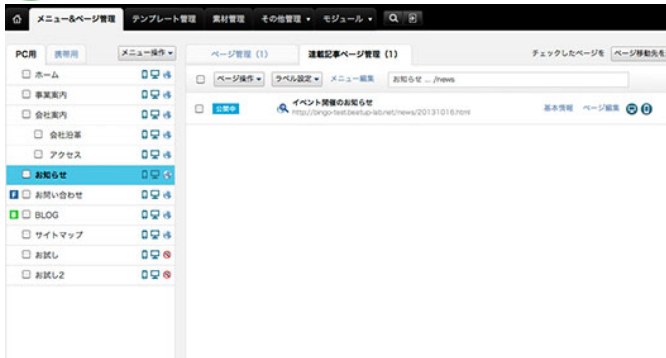 メニュー&ページ管理 テンプレート管理 素材管理 その他管理 モジュール
PC用 携帯用 メニュー操作
ページ管理 (1) 連載記事ページ管理 (1) チェックしたページを ページ移動先を
ホーム
ページ操作 ラベル設定 メニュー編集 お知らせ ... /news
事業案内
会社案内
公開中 イベント開催のお知らせ
http://bingo-text.beatup-lab.net/news/20131016.html
基本情報 ページ編集
会社沿革
アクセス
お知らせ
お問い合わせ
BLOG
サイトマップ
お試し
お試し2